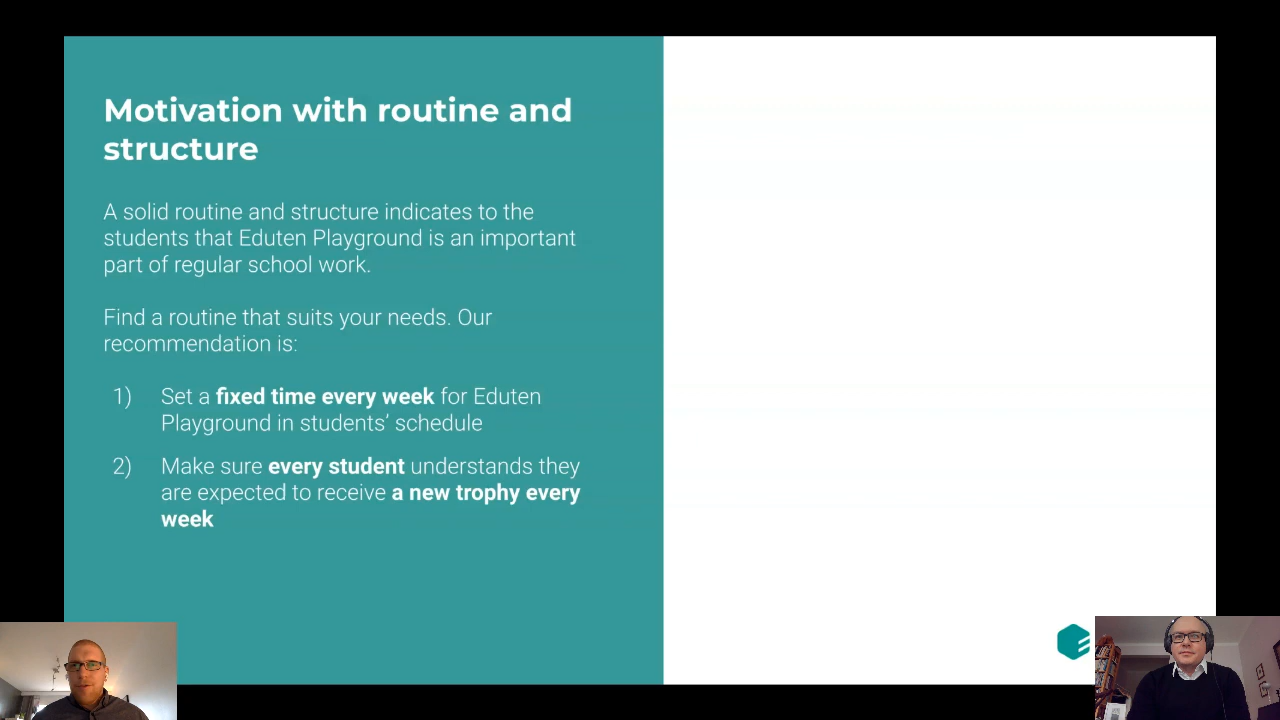 Motivation with routine and
structure
A solid routine and structure indicates to the
students that Eduten Playground is an important
part of regular school work.
Find a routine that suits your needs. Our
recommendation is:
1) Set a fixed time every week for Eduten
Playground in students’ schedule
2) Make sure every student understands they
are expected to receive a new trophy every
week